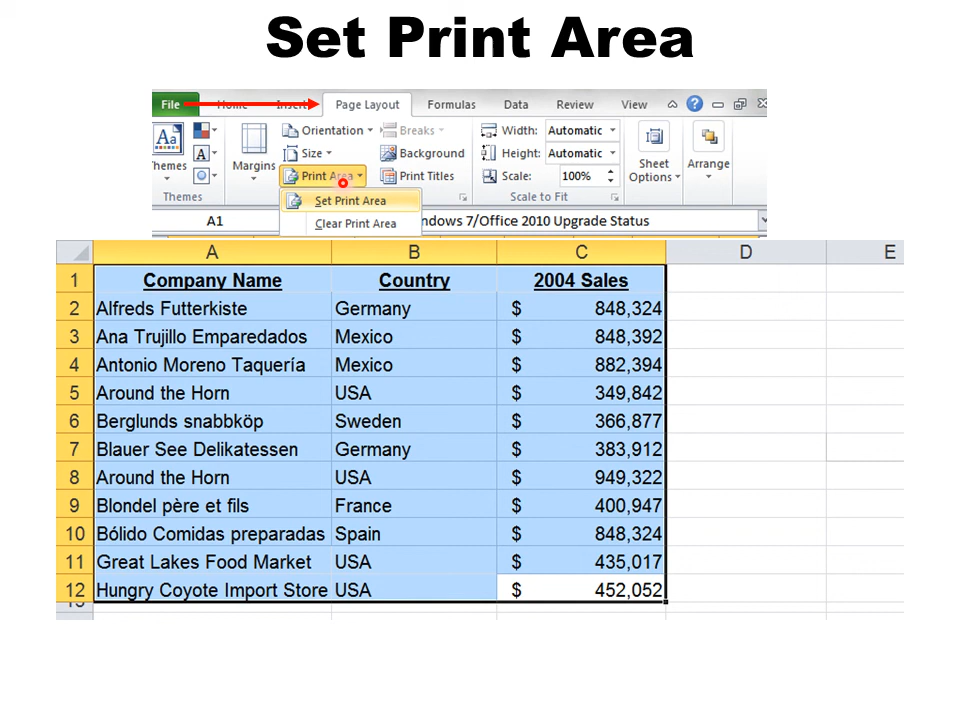 Set Print Area
File Home Insert Page Layout Formulas Data Review View
Aa Orientation Breaks Width: Automatic
A Size Background Height: Automatic
Margins Print Area Print Titles Scale: 100% Sheet Options Arrange
Themes Scale to Fit
Set Print Area
Clear Print Area
A1 ndows 7/Office 2010 Upgrade Status
A B C D E
1 Company Name Country 2004 Sales
2 Alfreds Futterkiste Germany $ 848,324
3 Ana Trujillo Emparedados Mexico $ 848,392
4 Antonio Moreno Taquería Mexico $ 882,394
5 Around the Horn USA $ 349,842
6 Berglunds snabbköp Sweden $ 366,877
7 Blauer See Delikatessen Germany $ 383,912
8 Around the Horn USA $ 949,322
9 Blondel père et fils France $ 400,947
10 Bólido Comidas preparadas Spain $ 848,324
11 Great Lakes Food Market USA $ 435,017
12 Hungry Coyote Import Store USA $ 452,052